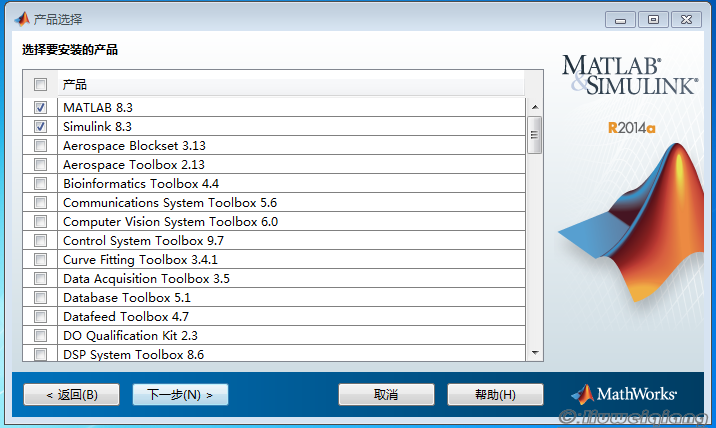 产品选择
选择要安装的产品
产品
MATLAB 8.3
Simulink 8.3
Aerospace Blockset 3.13
Aerospace Toolbox 2.13
Bioinformatics Toolbox 4.4
Communications System Toolbox 5.6
Computer Vision System Toolbox 6.0
Control System Toolbox 9.7
Curve Fitting Toolbox 3.4.1
Data Acquisition Toolbox 3.5
Database Toolbox 5.1
Datafeed Toolbox 4.7
DO Qualification Kit 2.3
DSP System Toolbox 8.6
MATLAB®
&SIMULINK®
R2014a
< 返回(B)
下一步(N) >
取消
帮助(H)
MathWorks®
©:liuweiqiang